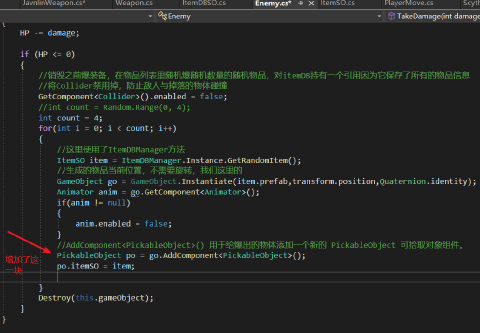 JavnlinWeapon.cs Weapon.cs ItemDBSO.cs Enemy.cs* ItemSO.cs PlayerMove.cs Scyth
Enemy TakeDamage(int damage
{
HP -= damage;
if (HP <= 0)
{
//销毁之前爆装备，在物品列表里随机爆随机数量的随机物品，对itemDB持有一个引用因为它保存了所有的物品信息
//将Collider禁用掉，防止敌人与掉落的物体碰撞
GetComponent<Collider>().enabled = false;
//int count = Random.Range(0, 4);
int count = 4;
for(int i = 0; i < count; i++)
{
//这里使用了ItemDBManager方法
ItemSO item = ItemDBManager.Instance.GetRandomItem();
//生成的物品当前位置，不需要旋转，我们这里的
GameObject go = GameObject.Instantiate(item.prefab,transform.position,Quaternion.identity);
Animator anim = go.GetComponent<Animator>();
if(anim != null)
{
anim.enabled = false;
}
//AddComponent<PickableObject>() 用于给爆出的物体添加一个新的 PickableObject 可拾取对象组件。
PickableObject po = go.AddComponent<PickableObject>();
增加了这
一块
po.itemSO = item;
}
Destroy(this.gameObject);
}
}